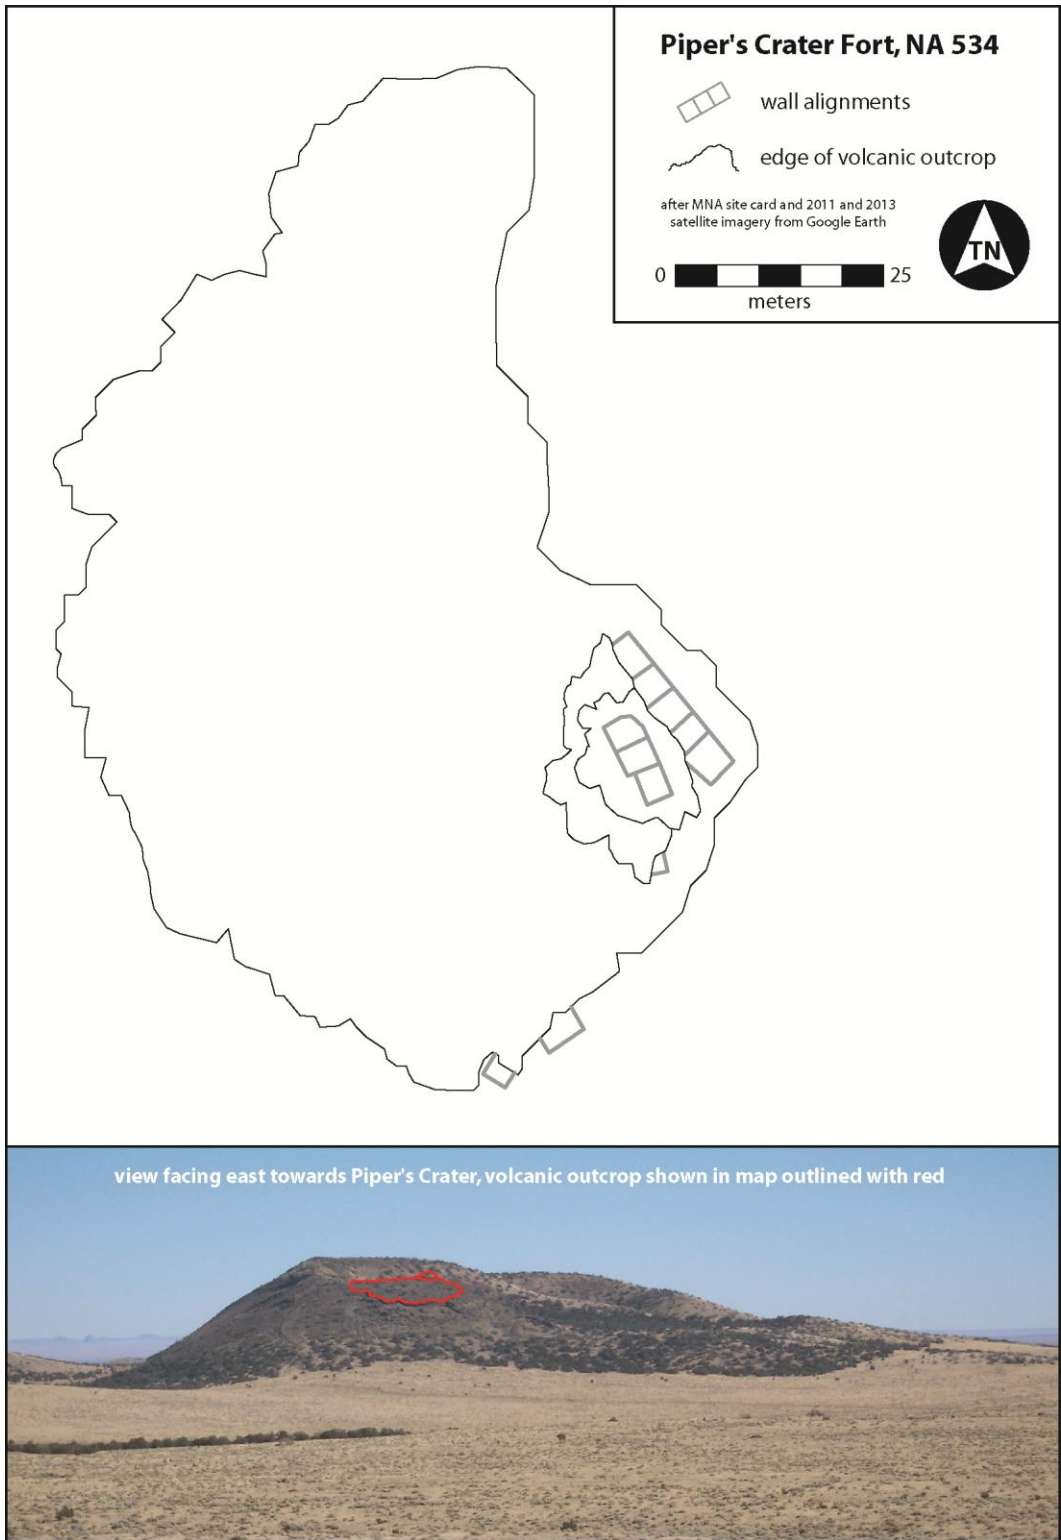 Piper's Crater Fort, NA 534
wall alignments
edge of volcanic outcrop
after MNA site card and 2011 and 2013
satellite imagery from Google Earth
TN
0 25
meters
view facing east towards Piper's Crater, volcanic outcrop shown in map outlined with red